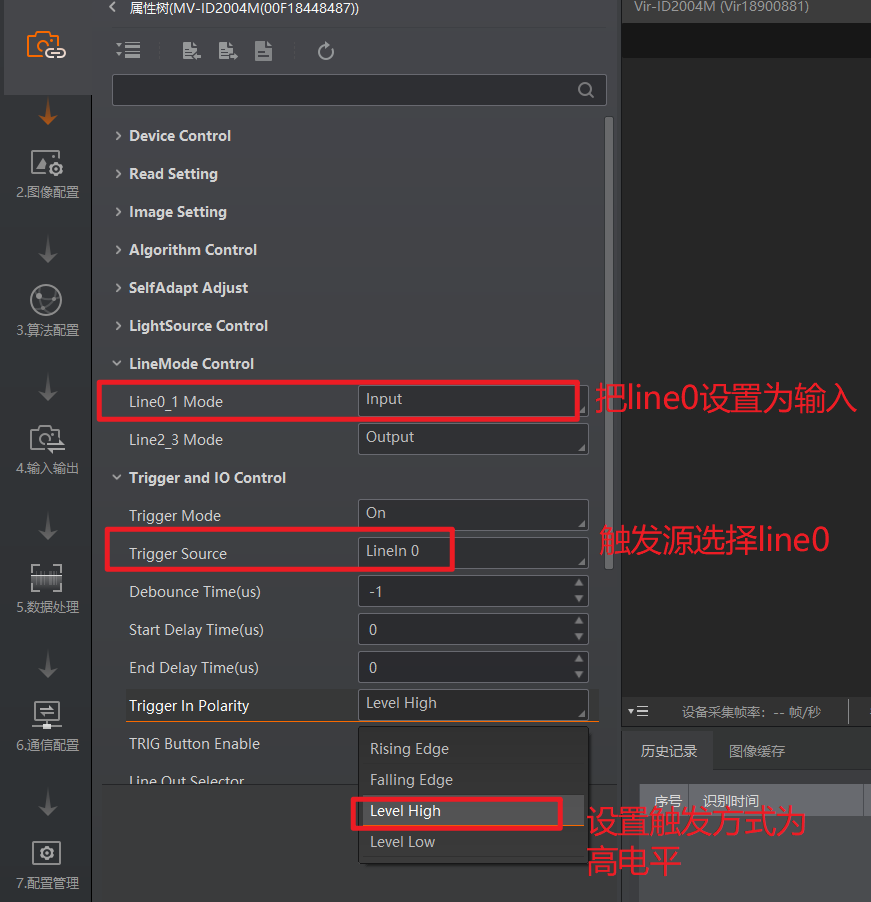 属性树(MV-ID2004M(00F18448487))
Vir-ID2004M (Vir18900881)
2.图像配置
3.算法配置
4.输入输出
5.数据处理
6.通信配置
7.配置管理
Device Control
Read Setting
Image Setting
Algorithm Control
SelfAdapt Adjust
LightSource Control
LineMode Control
Line0_1 Mode Input
把line0设置为输入
Line2_3 Mode Output
Trigger and IO Control
Trigger Mode On
Trigger Source LineIn 0
触发源选择line0
Debounce Time(us) -1
Start Delay Time(us) 0
End Delay Time(us) 0
Trigger In Polarity Level High
TRIG Button Enable
Line Out Selector
Rising Edge
Falling Edge
Level High
Level Low
设置触发方式为
高电平
设备采集帧率: -- 帧/秒
历史记录 图像缓存
序号 识别时间